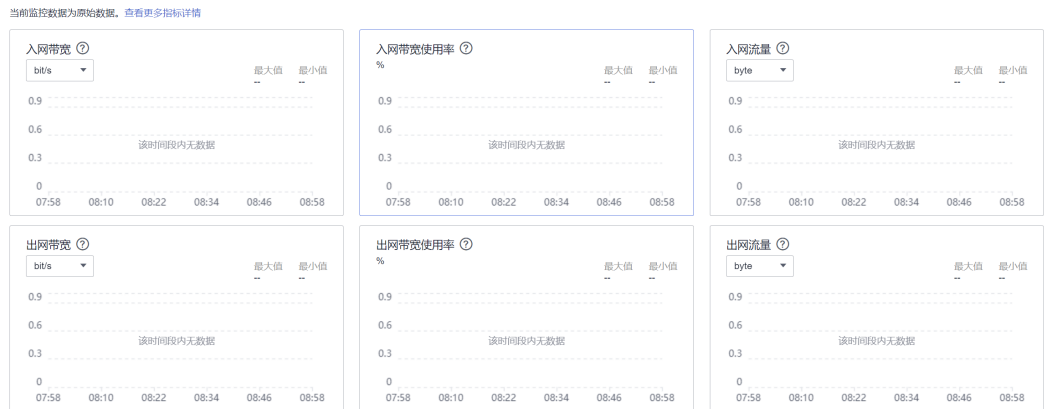 当前监控数据为原始数据。查看更多指标详情
入网带宽 ?
bit/s
最大值 最小值
-- --
0.9
0.6
该时间段内无数据
0.3
0
07:58 08:10 08:22 08:34 08:46 08:58
入网带宽使用率 ?
%
最大值 最小值
-- --
0.9
0.6
该时间段内无数据
0.3
0
07:58 08:10 08:22 08:34 08:46 08:58
入网流量 ?
byte
最大值 最小值
-- --
0.9
0.6
该时间段内无数据
0.3
0
07:58 08:10 08:22 08:34 08:46 08:58
出网带宽 ?
bit/s
最大值 最小值
-- --
0.9
0.6
该时间段内无数据
0.3
0
07:58 08:10 08:22 08:34 08:46 08:58
出网带宽使用率 ?
%
最大值 最小值
-- --
0.9
0.6
该时间段内无数据
0.3
0
07:58 08:10 08:22 08:34 08:46 08:58
出网流量 ?
byte
最大值 最小值
-- --
0.9
0.6
该时间段内无数据
0.3
0
07:58 08:10 08:22 08:34 08:46 08:58